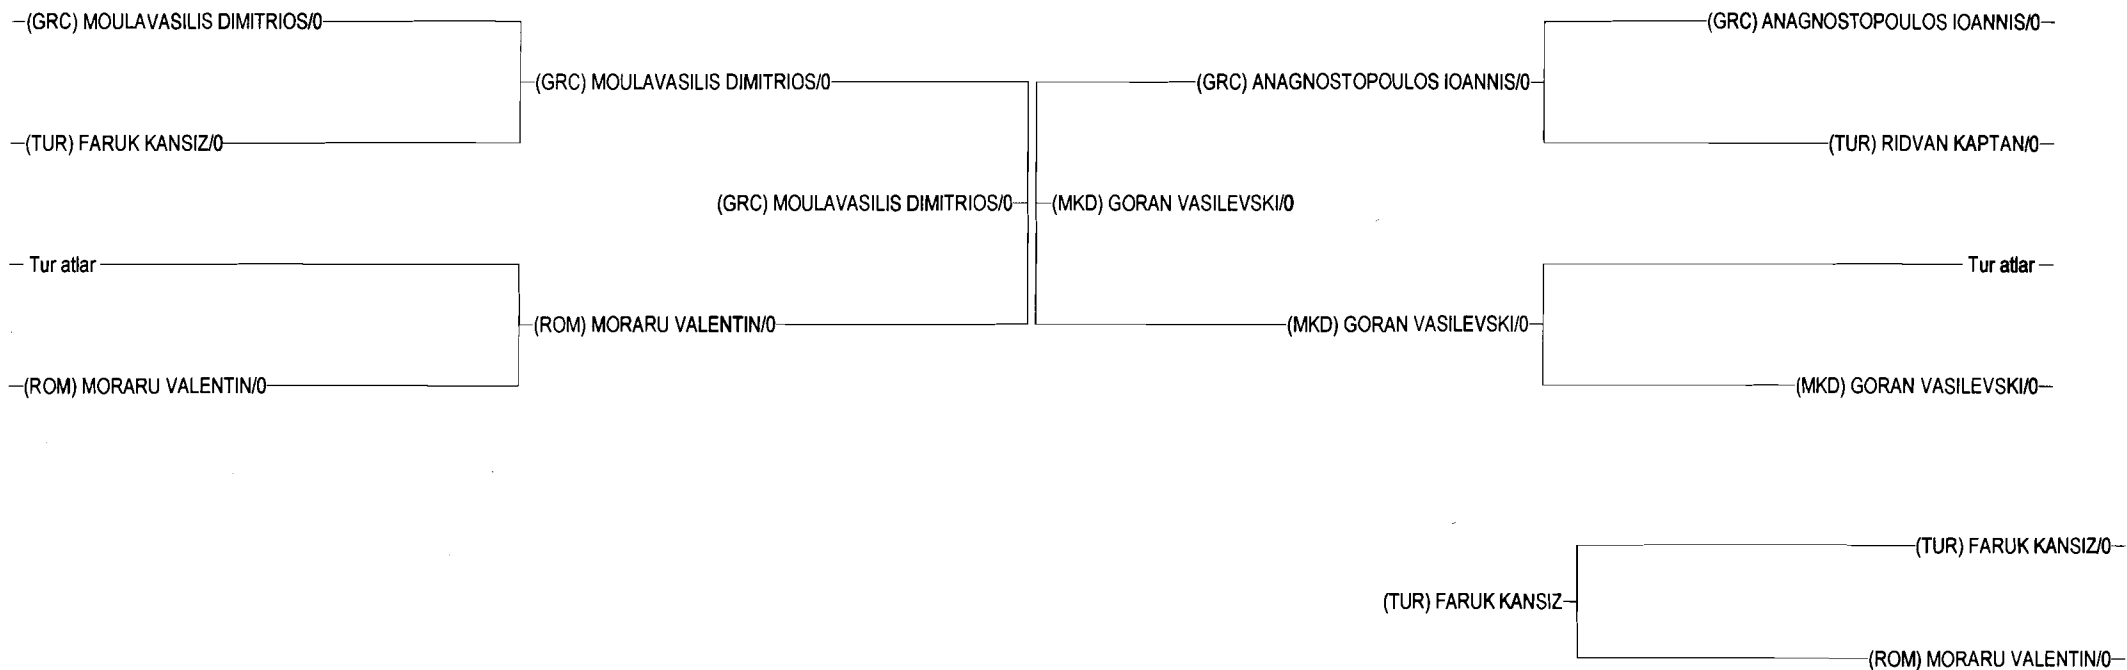 (GRC) MOULAVASILIS DIMITRIOS/0
(GRC) ANAGNOSTOPOULOS IOANNIS/0
(GRC) MOULAVASILIS DIMITRIOS/0
(GRC) ANAGNOSTOPOULOS IOANNIS/0
(TUR) FARUK KANSIZ/0
(TUR) RIDVAN KAPTAN/0
(GRC) MOULAVASILIS DIMITRIOS/0
(MKD) GORAN VASILEVSKI/0
Tur atlar
Tur atlar
(ROM) MORARU VALENTIN/0
(MKD) GORAN VASILEVSKI/0
(ROM) MORARU VALENTIN/0
(MKD) GORAN VASILEVSKI/0
(TUR) FARUK KANSIZ/0
(TUR) FARUK KANSIZ
(ROM) MORARU VALENTIN/0